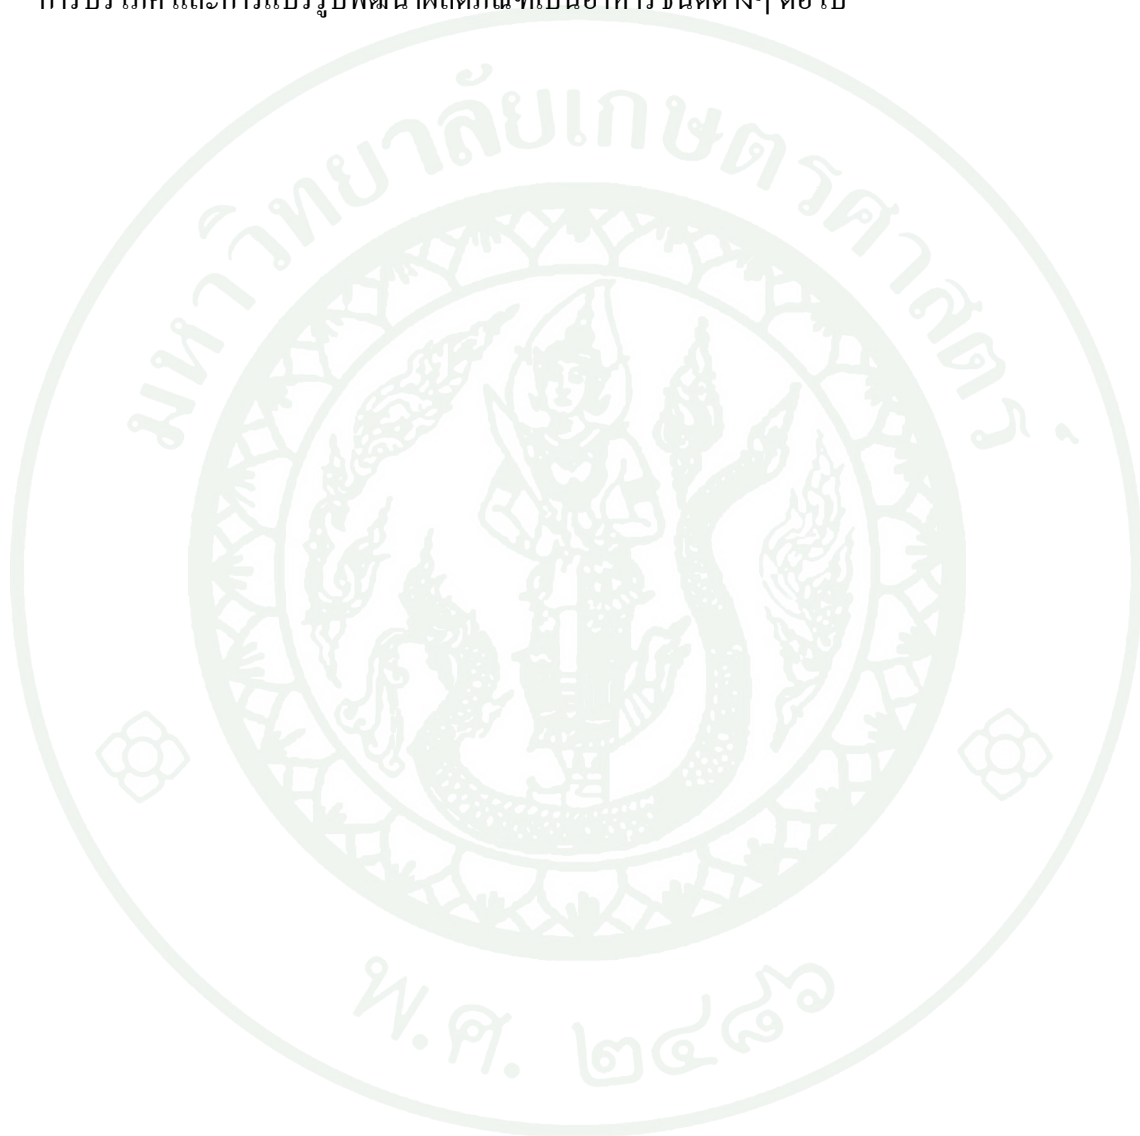 การบริโภค และการแปรรูปพัฒนาผลิตภัณฑ์เป็นอาหารชนิดต่างๆ ต่อไป
มหาวิทยาลัยเกษตรศาสตร์
พ.ศ. ๒๔๘๖